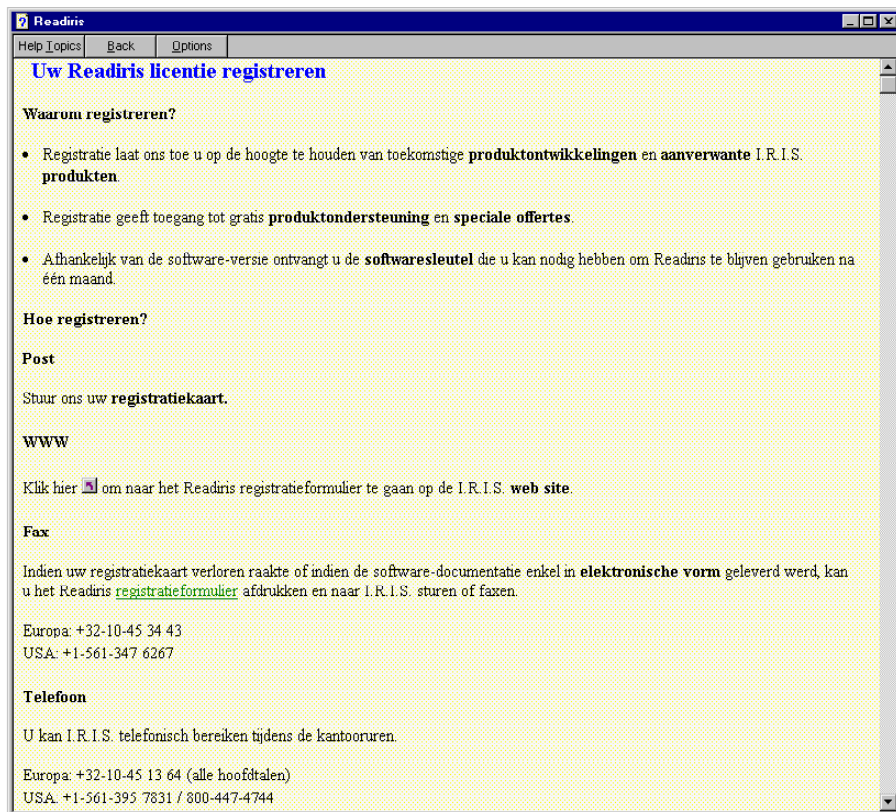 Readiris
Help Topics Back Options
Uw Readiris licentie registreren
Waarom registreren?
• Registratie laat ons toe u op de hoogte te houden van toekomstige produktontwikkelingen en aanverwante I.R.I.S.
produkten.
• Registratie geeft toegang tot gratis produktondersteuning en speciale offertes.
• Afhankelijk van de software-versie ontvangt u de softwaresleutel die u kan nodig hebben om Readiris te blijven gebruiken na
één maand.
Hoe registreren?
Post
Stuur ons uw registratiekaart.
WWW
Klik hier om naar het Readiris registratieformulier te gaan op de I.R.I.S. web site.
Fax
Indien uw registratiekaart verloren raakte of indien de software-documentatie enkel in elektronische vorm geleverd werd, kan
u het Readiris registratieformulier afdrukken en naar I.R.I.S. sturen of faxen.
Europa: +32-10-45 34 43
USA: +1-561-347 6267
Telefoon
U kan I.R.I.S. telefonisch bereiken tijdens de kantooruren.
Europa: +32-10-45 13 64 (alle hoofdtalen)
USA: +1-561-395 7831 / 800-447-4744